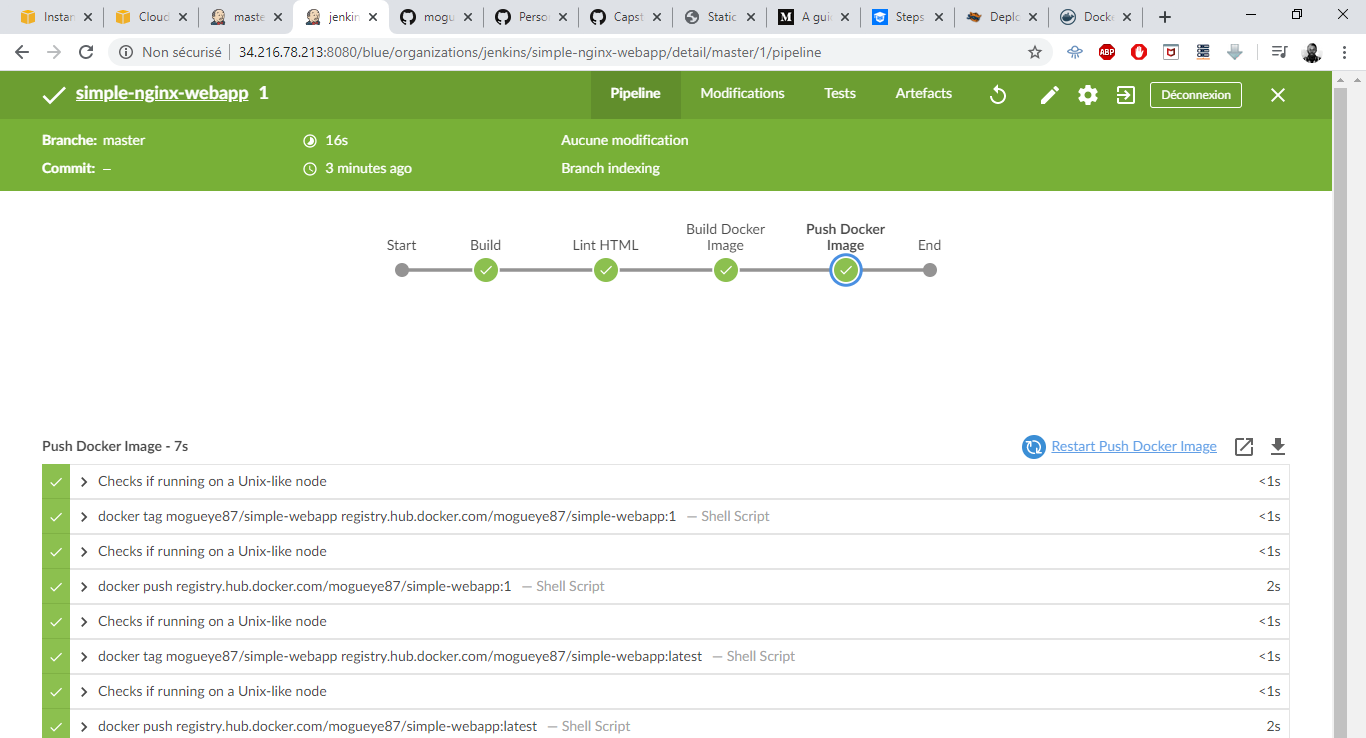 Instan
Cloud
maste
jenkin
mogu
Perso
Capst
Static
A gui
Steps
Deplo
Docke
Non sécurisé
34.216.78.213:8080/blue/organizations/jenkins/simple-nginx-webapp/detail/master/1/pipeline
ABP
simple-nginx-webapp 1
Pipeline
Modifications
Tests
Artefacts
Déconnexion
Branche: master
16s
Aucune modification
Commit: –
3 minutes ago
Branch indexing
Start
Build
Lint HTML
Build Docker
Image
Push Docker
Image
End
Push Docker Image - 7s
Restart Push Docker Image
Checks if running on a Unix-like node <1s
docker tag mogueye87/simple-webapp registry.hub.docker.com/mogueye87/simple-webapp:1 — Shell Script <1s
Checks if running on a Unix-like node <1s
docker push registry.hub.docker.com/mogueye87/simple-webapp:1 — Shell Script 2s
Checks if running on a Unix-like node <1s
docker tag mogueye87/simple-webapp registry.hub.docker.com/mogueye87/simple-webapp:latest — Shell Script <1s
Checks if running on a Unix-like node <1s
docker push registry.hub.docker.com/mogueye87/simple-webapp:latest — Shell Script 2s